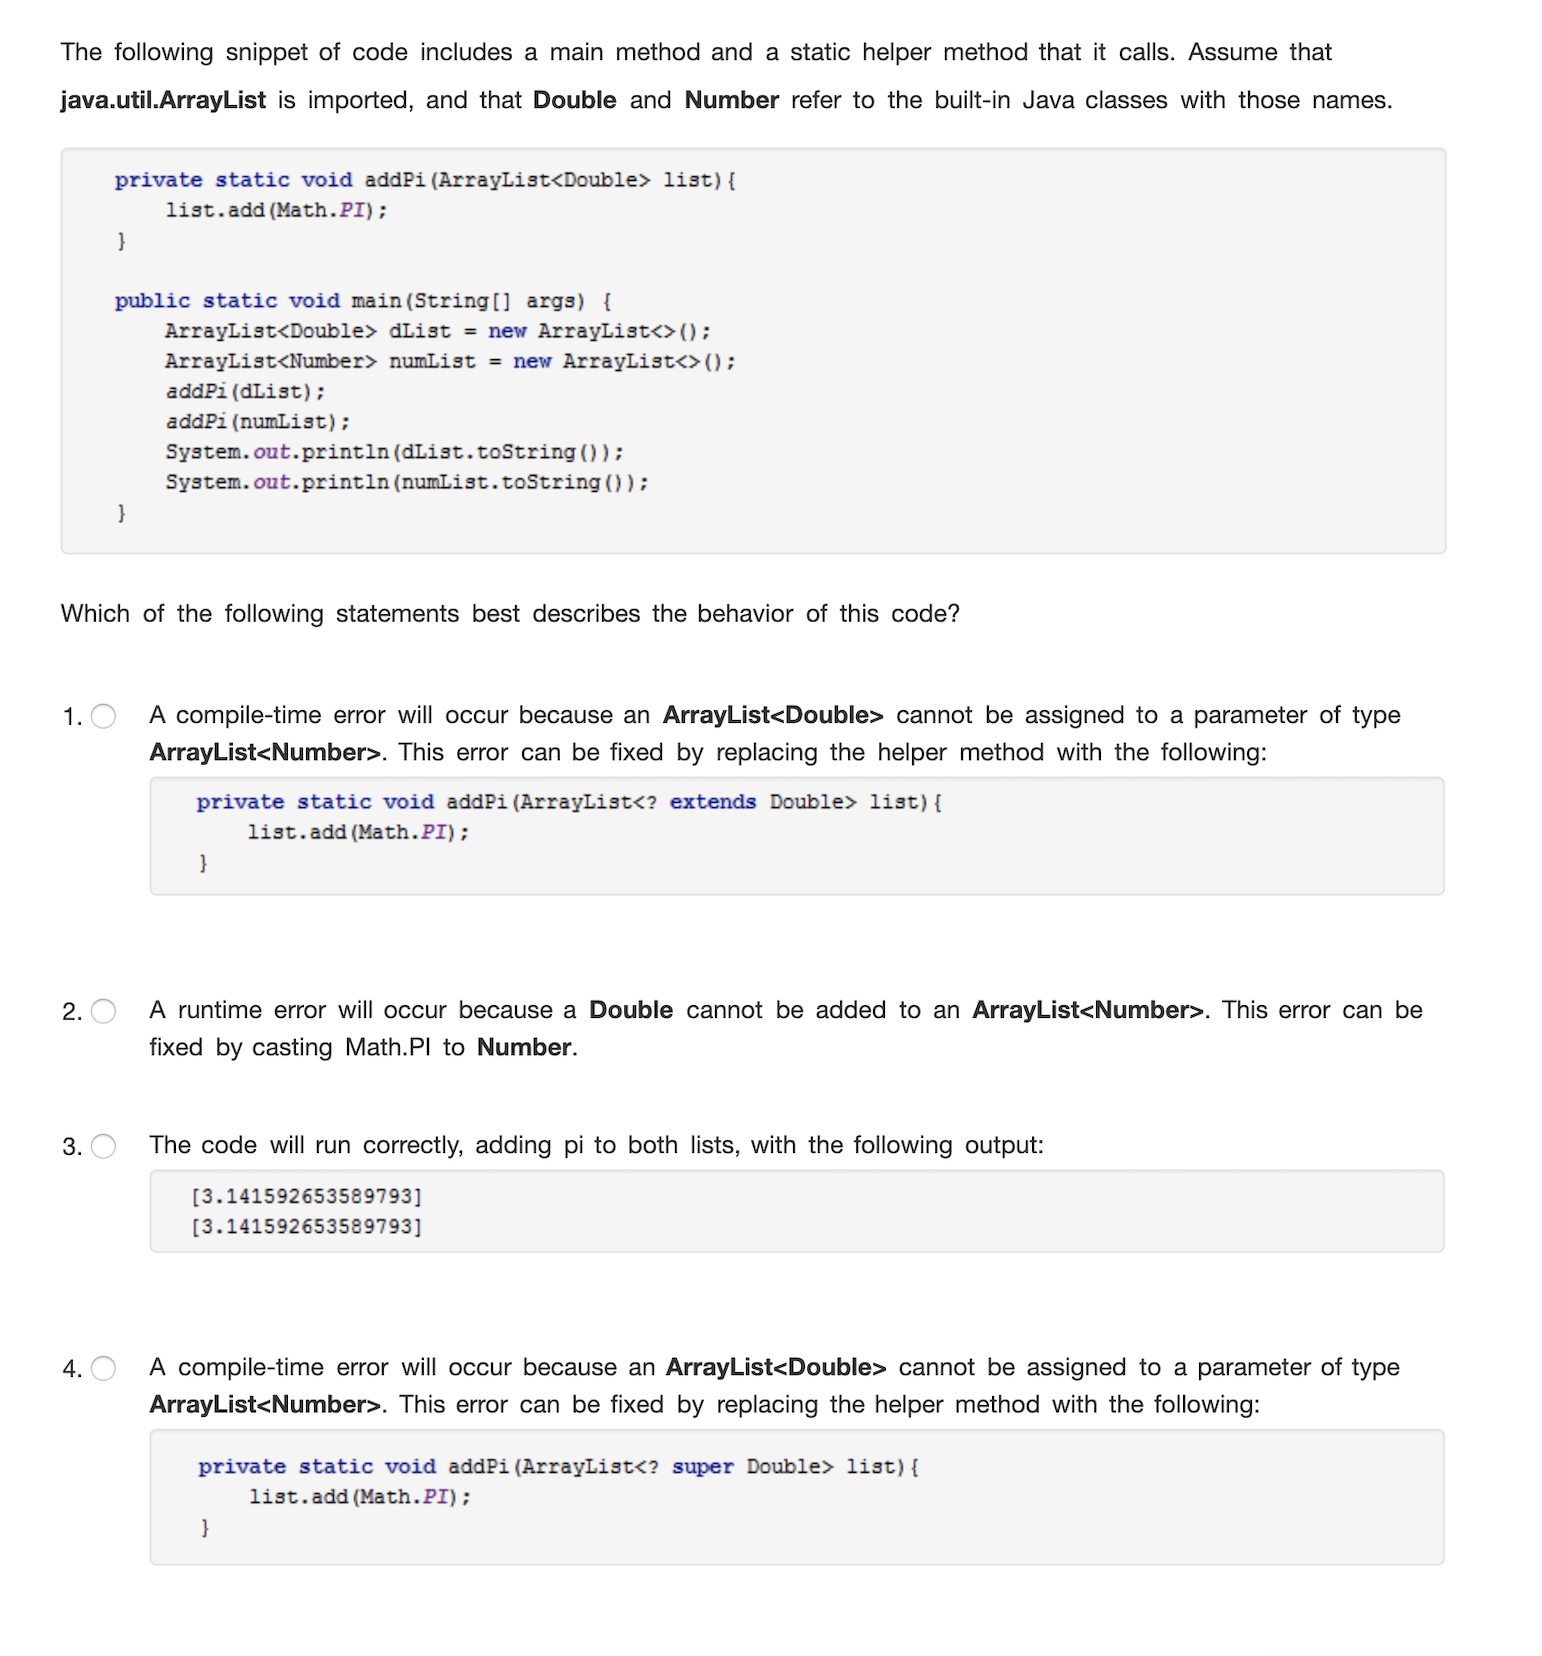 The following snippet of code includes a main method and a static helper method that it calls. Assume that
java.util.ArrayList is imported, and that Double and Number refer to the built-in Java classes with those names.
private static void addPi(ArrayList<Double> list){
list.add(Math.PI);
}
public static void main(String[] args) {
ArrayList<Double> dList = new ArrayList<>();
ArrayList<Number> numList = new ArrayList<>();
addPi(dList);
addPi(numList);
System.out.println(dList.toString());
System.out.println(numList.toString());
}
Which of the following statements best describes the behavior of this code?
1. A compile-time error will occur because an ArrayList<Double> cannot be assigned to a parameter of type
ArrayList<Number>. This error can be fixed by replacing the helper method with the following:
private static void addPi(ArrayList<? extends Double> list){
list.add(Math.PI);
}
2. A runtime error will occur because a Double cannot be added to an ArrayList<Number>. This error can be
fixed by casting Math.PI to Number.
3. The code will run correctly, adding pi to both lists, with the following output:
[3.141592653589793]
[3.141592653589793]
4. A compile-time error will occur because an ArrayList<Double> cannot be assigned to a parameter of type
ArrayList<Number>. This error can be fixed by replacing the helper method with the following:
private static void addPi(ArrayList<? super Double> list){
list.add(Math.PI);
}